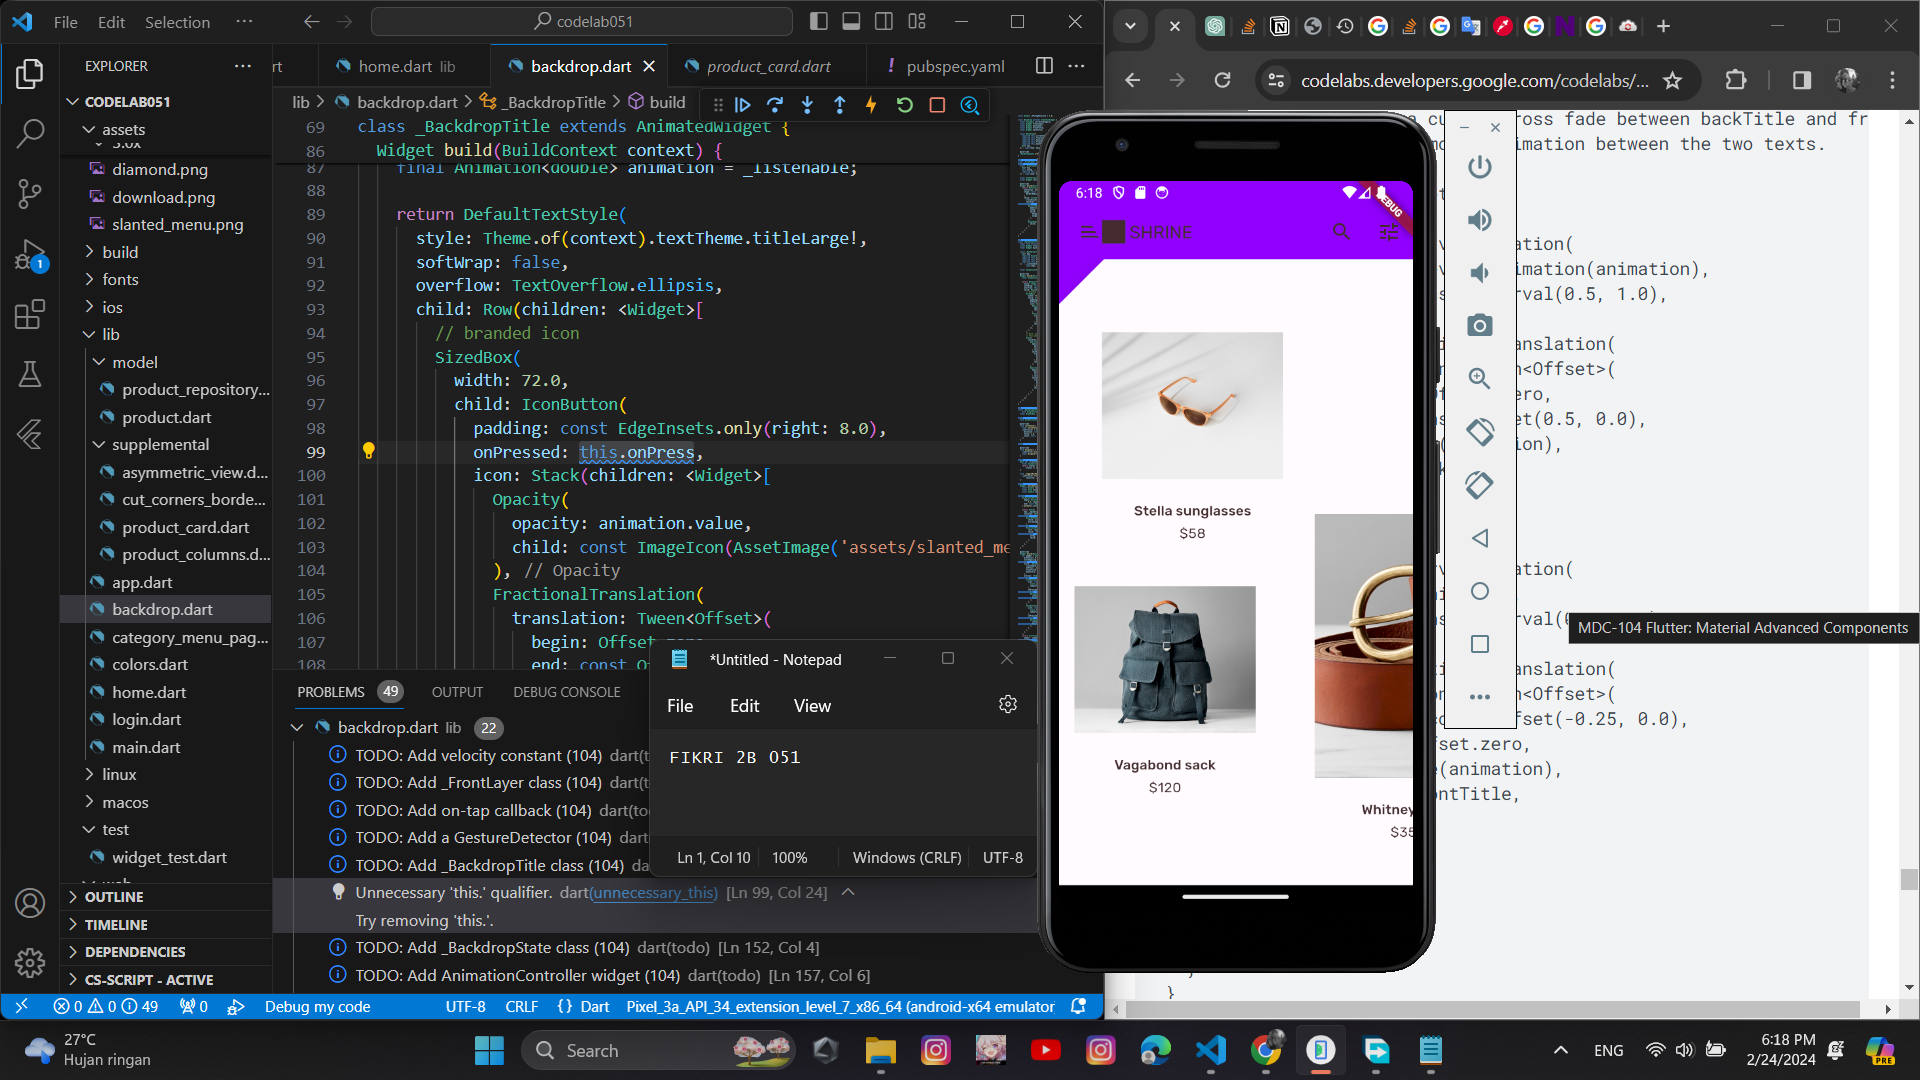 File Edit Selection ··· codelab051
EXPLORER ···
CODELAB051
assets
3.0x
diamond.png
download.png
slanted_menu.png
build
fonts
ios
lib
model
product_repository...
product.dart
supplemental
asymmetric_view.d...
cut_corners_borde...
product_card.dart
product_columns.d...
app.dart
backdrop.dart
category_menu_pag...
colors.dart
home.dart
login.dart
main.dart
linux
macos
test
widget_test.dart
OUTLINE
TIMELINE
DEPENDENCIES
CS-SCRIPT - ACTIVE
1
rt home.dart lib backdrop.dart product_card.dart ! pubspec.yaml
lib > backdrop.dart > _BackdropTitle > build
69 class _BackdropTitle extends AnimatedWidget {
86 Widget build(BuildContext context) {
87 final Animation<double> animation = _listenable;
88
89 return DefaultTextStyle(
90 style: Theme.of(context).textTheme.titleLarge!,
91 softWrap: false,
92 overflow: TextOverflow.ellipsis,
93 child: Row(children: <Widget>[
94 // branded icon
95 SizedBox(
96 width: 72.0,
97 child: IconButton(
98 padding: const EdgeInsets.only(right: 8.0),
99 onPressed: this.onPress,
100 icon: Stack(children: <Widget>[
101 Opacity(
102 opacity: animation.value,
103 child: const ImageIcon(AssetImage('assets/slanted_me
104 ), // Opacity
105 FractionalTranslation(
106 translation: Tween<Offset>(
107 begin: Offset.zero,
108 end: const O
PROBLEMS 49 OUTPUT DEBUG CONSOLE
backdrop.dart lib 22
TODO: Add velocity constant (104) dart(t
TODO: Add _FrontLayer class (104) dart(
TODO: Add on-tap callback (104) dart(to
TODO: Add a GestureDetector (104) dart
TODO: Add _BackdropTitle class (104) da
Unnecessary 'this.' qualifier. dart(unnecessary_this) [Ln 99, Col 24]
Try removing 'this.'.
TODO: Add _BackdropState class (104) dart(todo) [Ln 152, Col 4]
TODO: Add AnimationController widget (104) dart(todo) [Ln 157, Col 6]
0 0 49 0 Debug my code UTF-8 CRLF {} Dart Pixel_3a_API_34_extension_level_7_x86_64 (android-x64 emulator
*Untitled - Notepad
File Edit View
FIKRI 2B O51
Ln 1, Col 10 100% Windows (CRLF) UTF-8
6:18
DEBUG
SHRINE
Stella sunglasses
$58
Vagabond sack
$120
Whitney
$35
codelabs.developers.google.com/codelabs/...
cu ross fade between backTitle and fr
mo imation between the two texts.
t
ation(
nimation(animation),
rval(0.5, 1.0),
anslation(
n<Offset>(
ro,
et(0.5, 0.0),
ion),
ation(
rval(0
MDC-104 Flutter: Material Advanced Components
anslation(
n<Offset>(
fset(-0.25, 0.0),
set.zero,
e(animation),
ntTitle,
}
27°C
Hujan ringan
Search
ENG
6:18 PM
2/24/2024
PRE